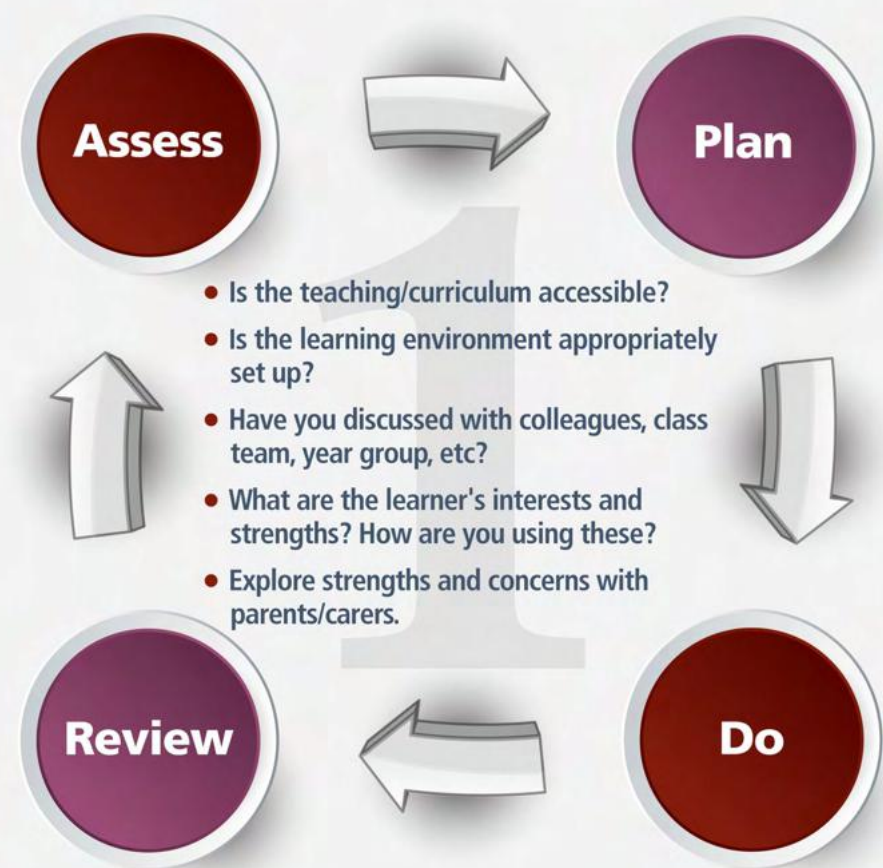 Assess
Plan
1
• Is the teaching/curriculum accessible?
• Is the learning environment appropriately
set up?
• Have you discussed with colleagues, class
team, year group, etc?
• What are the learner's interests and
strengths? How are you using these?
• Explore strengths and concerns with
parents/carers.
Review
Do